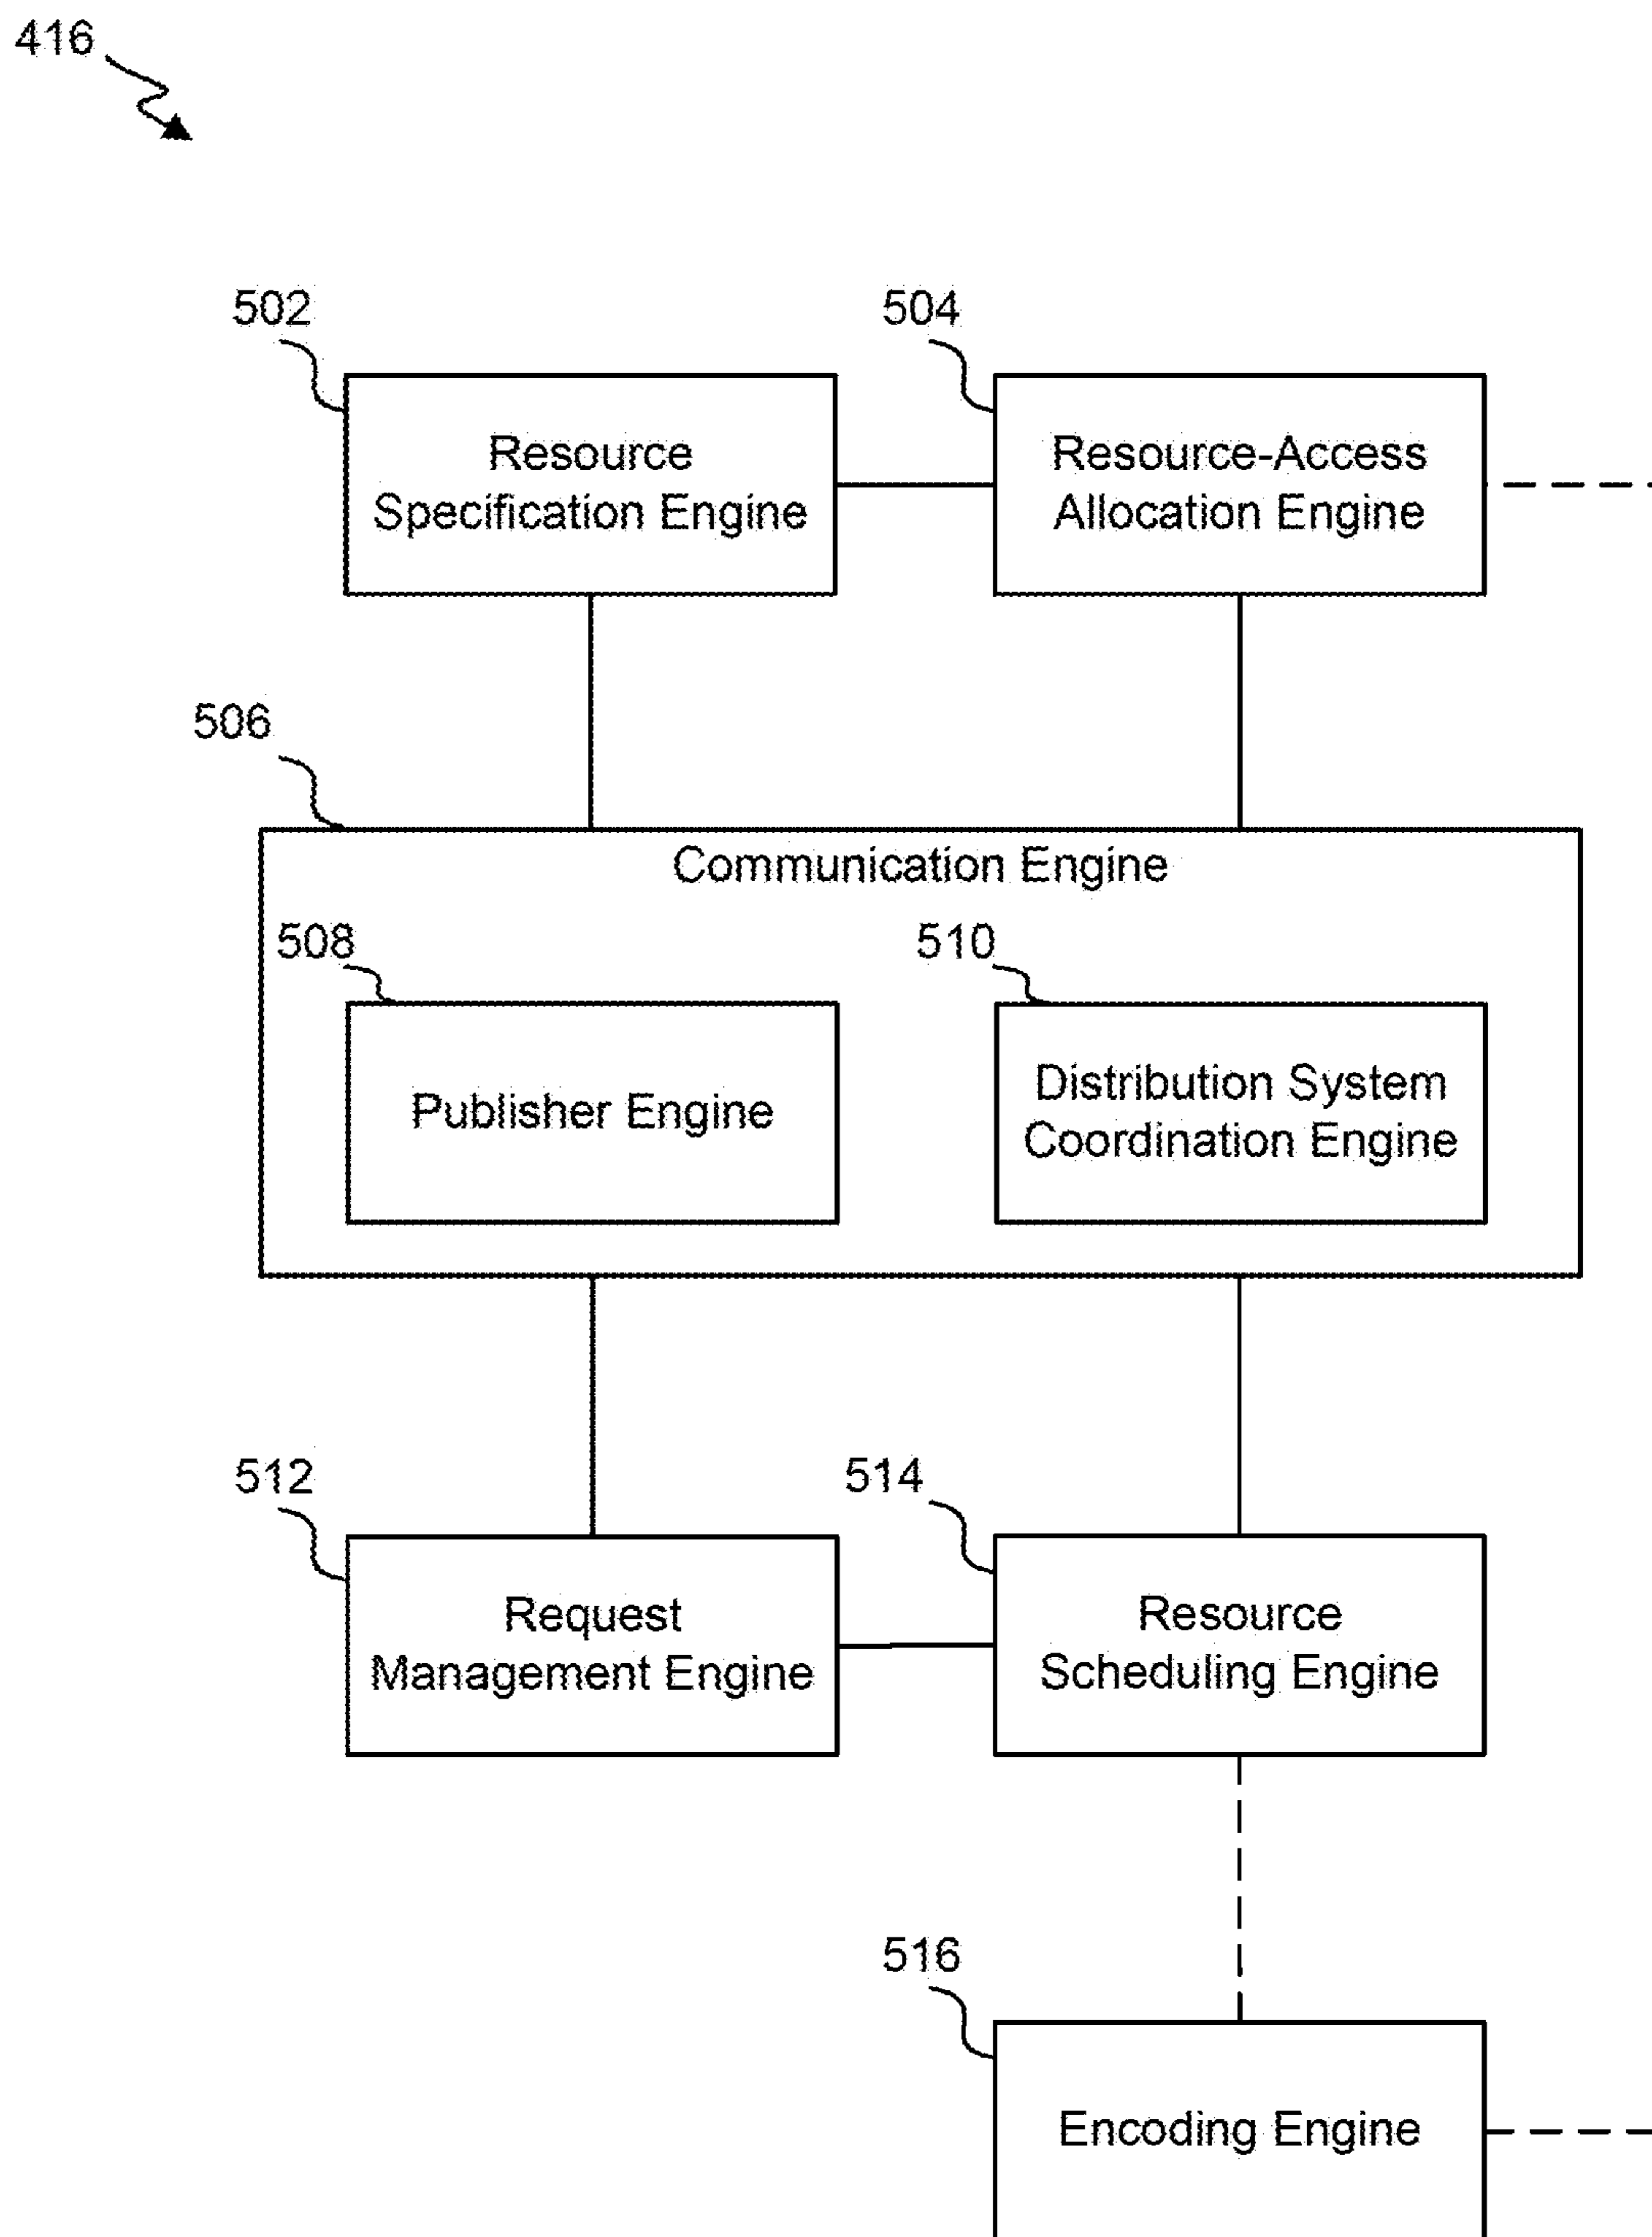 416
502
504
Resource
Specification Engine
Resource-Access
Allocation Engine
506
Communication Engine
508
510
Publisher Engine
Distribution System
Coordination Engine
512
514
Request
Management Engine
Resource
Scheduling Engine
516
Encoding Engine